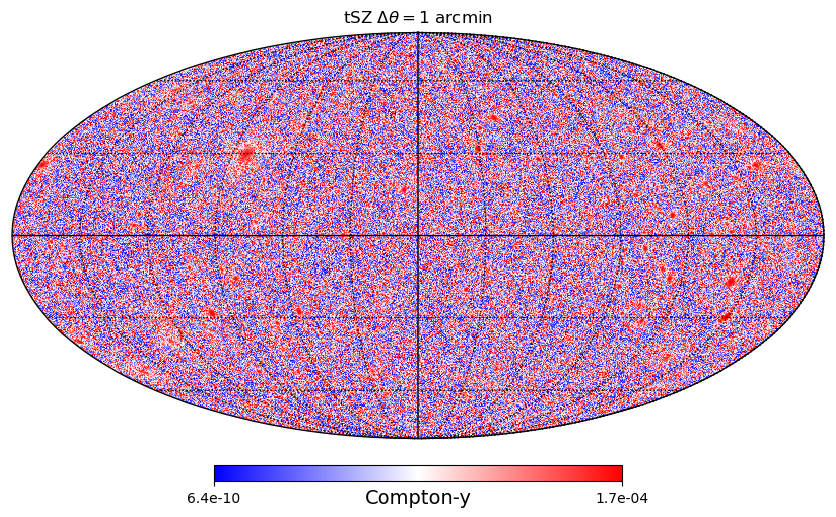 tSZ Δθ = 1 arcmin
6.4e-10 1.7e-04
Compton-y